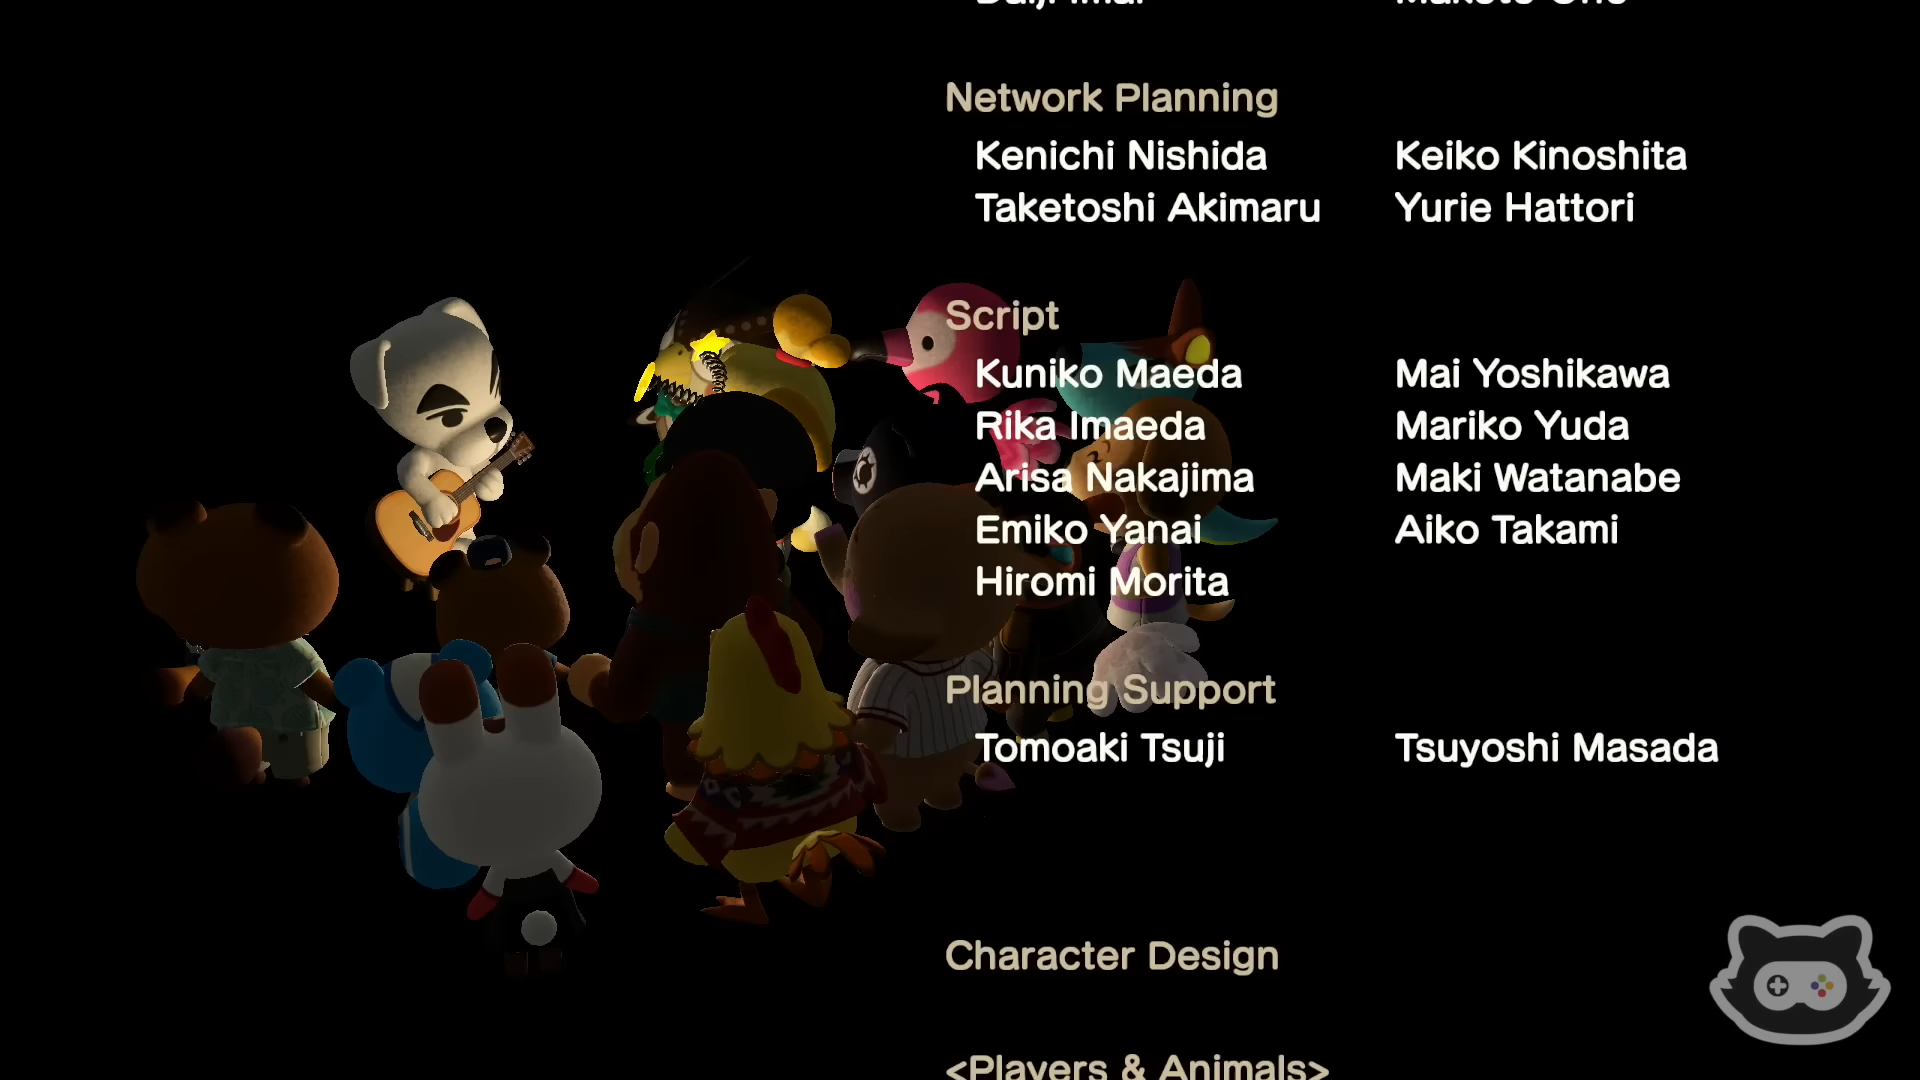 Network Planning
Kenichi Nishida Keiko Kinoshita
Taketoshi Akimaru Yurie Hattori
Script
Kuniko Maeda Mai Yoshikawa
Rika Imaeda Mariko Yuda
Arisa Nakajima Maki Watanabe
Emiko Yanai Aiko Takami
Hiromi Morita
Planning Support
Tomoaki Tsuji Tsuyoshi Masada
Character Design
<Players & Animals>